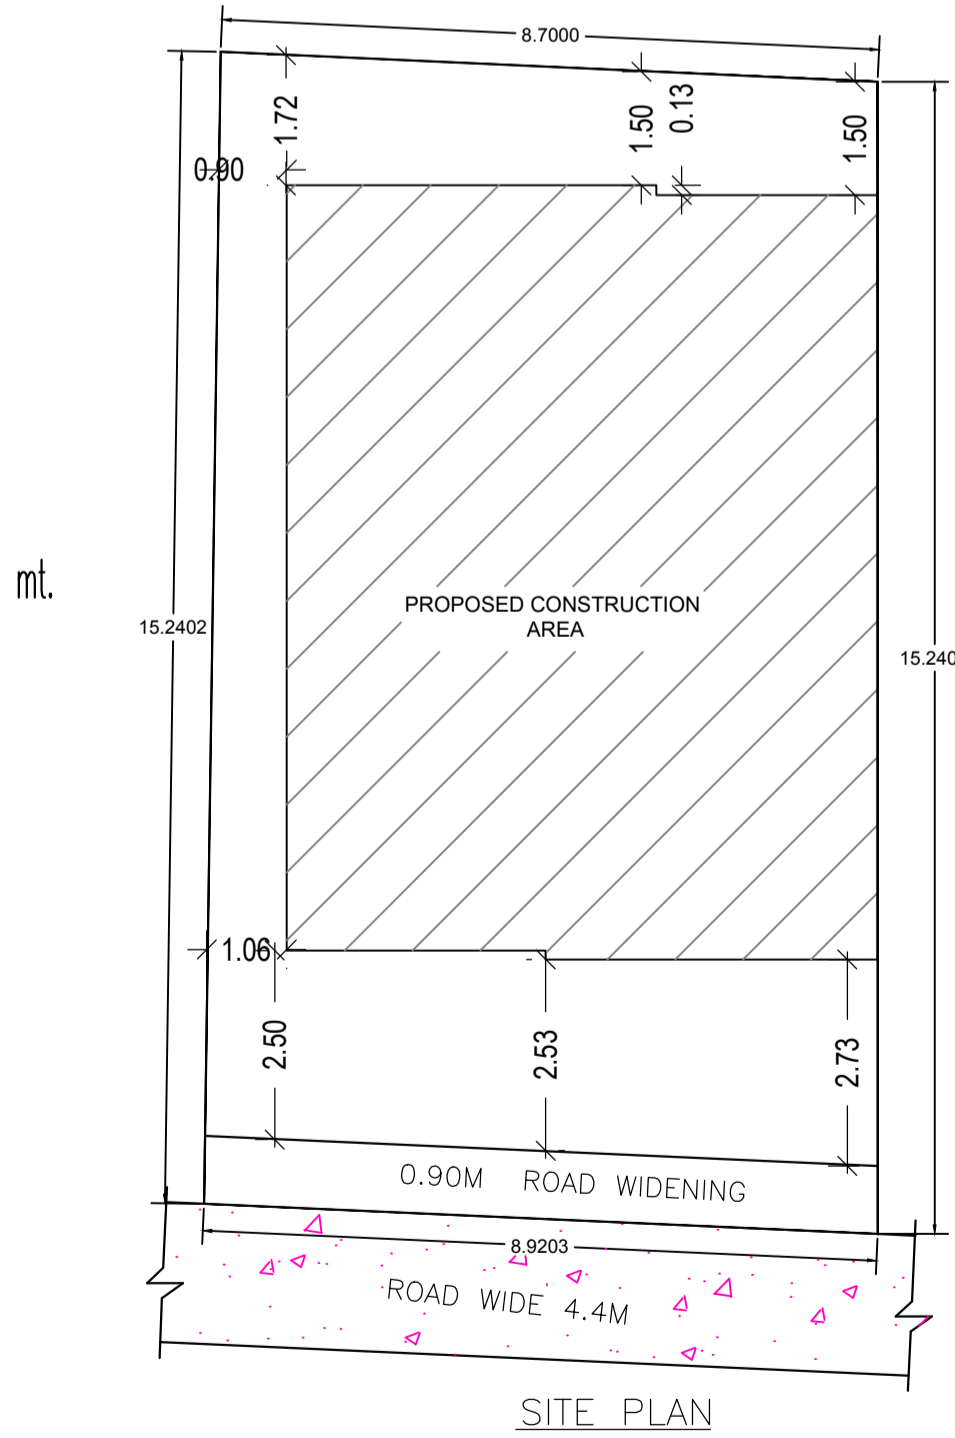 8.7000
1.72
1.50
0.13
1.50
0.90
mt.
PROPOSED CONSTRUCTION
AREA
15.2402
15.240
1.06
2.50
2.53
2.73
0.90M ROAD WIDENING
8.9203
ROAD WIDE 4.4M
SITE PLAN